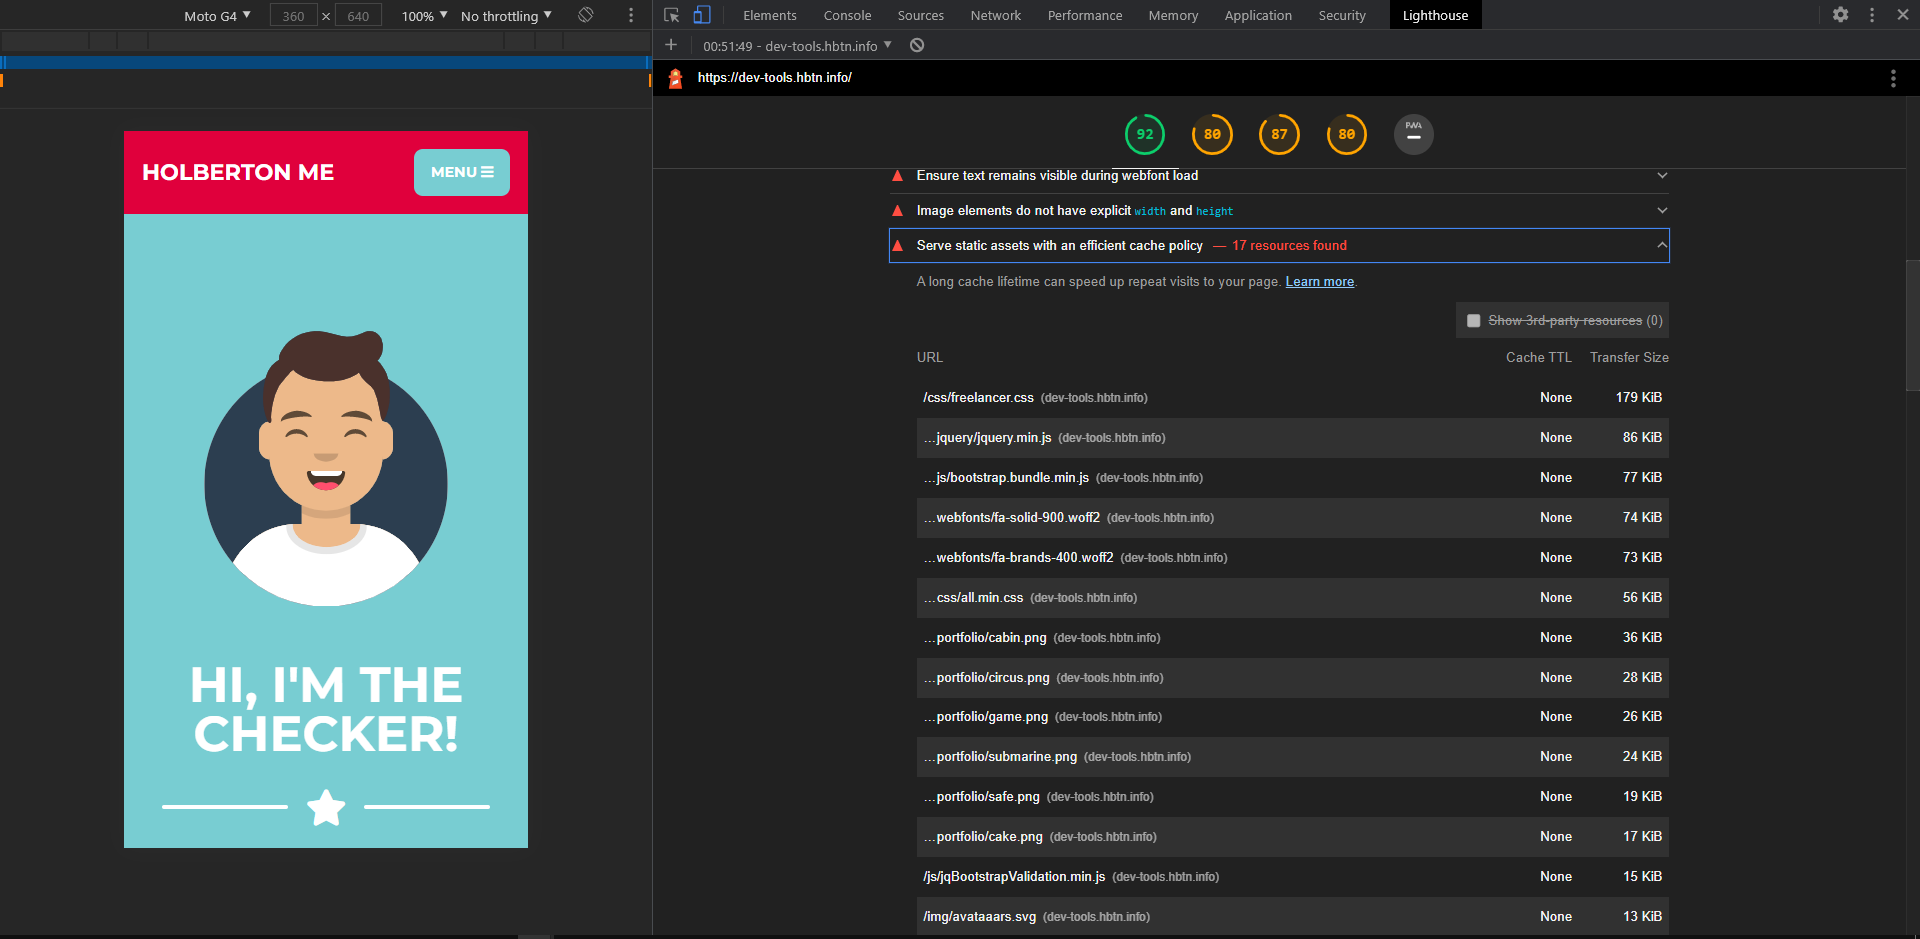 Moto G4 ▼ 360 × 640 100% ▼ No throttling ▼
Elements Console Sources Network Performance Memory Application Security Lighthouse
+ 00:51:49 - dev-tools.hbtn.info ▼
https://dev-tools.hbtn.info/
92 80 87 80 PWA
HOLBERTON ME
MENU
HI, I'M THE
CHECKER!
Ensure text remains visible during webfont load
Image elements do not have explicit width and height
Serve static assets with an efficient cache policy — 17 resources found
A long cache lifetime can speed up repeat visits to your page. Learn more.
Show 3rd-party resources (0)
URL Cache TTL Transfer Size
/css/freelancer.css (dev-tools.hbtn.info) None 179 KiB
…jquery/jquery.min.js (dev-tools.hbtn.info) None 86 KiB
…js/bootstrap.bundle.min.js (dev-tools.hbtn.info) None 77 KiB
…webfonts/fa-solid-900.woff2 (dev-tools.hbtn.info) None 74 KiB
…webfonts/fa-brands-400.woff2 (dev-tools.hbtn.info) None 73 KiB
…css/all.min.css (dev-tools.hbtn.info) None 56 KiB
…portfolio/cabin.png (dev-tools.hbtn.info) None 36 KiB
…portfolio/circus.png (dev-tools.hbtn.info) None 28 KiB
…portfolio/game.png (dev-tools.hbtn.info) None 26 KiB
…portfolio/submarine.png (dev-tools.hbtn.info) None 24 KiB
…portfolio/safe.png (dev-tools.hbtn.info) None 19 KiB
…portfolio/cake.png (dev-tools.hbtn.info) None 17 KiB
/js/jqBootstrapValidation.min.js (dev-tools.hbtn.info) None 15 KiB
/img/avataaars.svg (dev-tools.hbtn.info) None 13 KiB